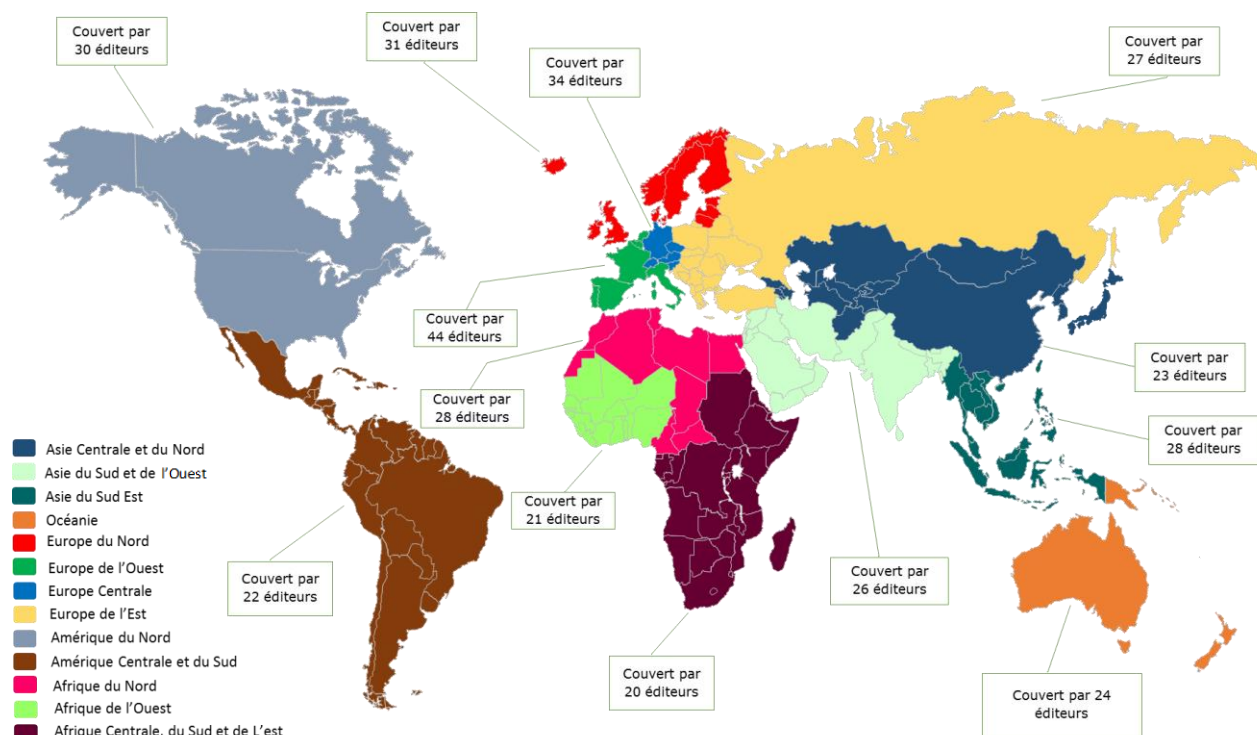 Couvert par
30 éditeurs
Couvert par
31 éditeurs
Couvert par
34 éditeurs
Couvert par
27 éditeurs
Couvert par
44 éditeurs
Couvert par
28 éditeurs
Couvert par
23 éditeurs
Couvert par
28 éditeurs
Couvert par
21 éditeurs
Couvert par
22 éditeurs
Couvert par
26 éditeurs
Couvert par
20 éditeurs
Couvert par 24
éditeurs
Asie Centrale et du Nord
Asie du Sud et de l’Ouest
Asie du Sud Est
Océanie
Europe du Nord
Europe de l’Ouest
Europe Centrale
Europe de l’Est
Amérique du Nord
Amérique Centrale et du Sud
Afrique du Nord
Afrique de l’Ouest
Afrique Centrale, du Sud et de L’est